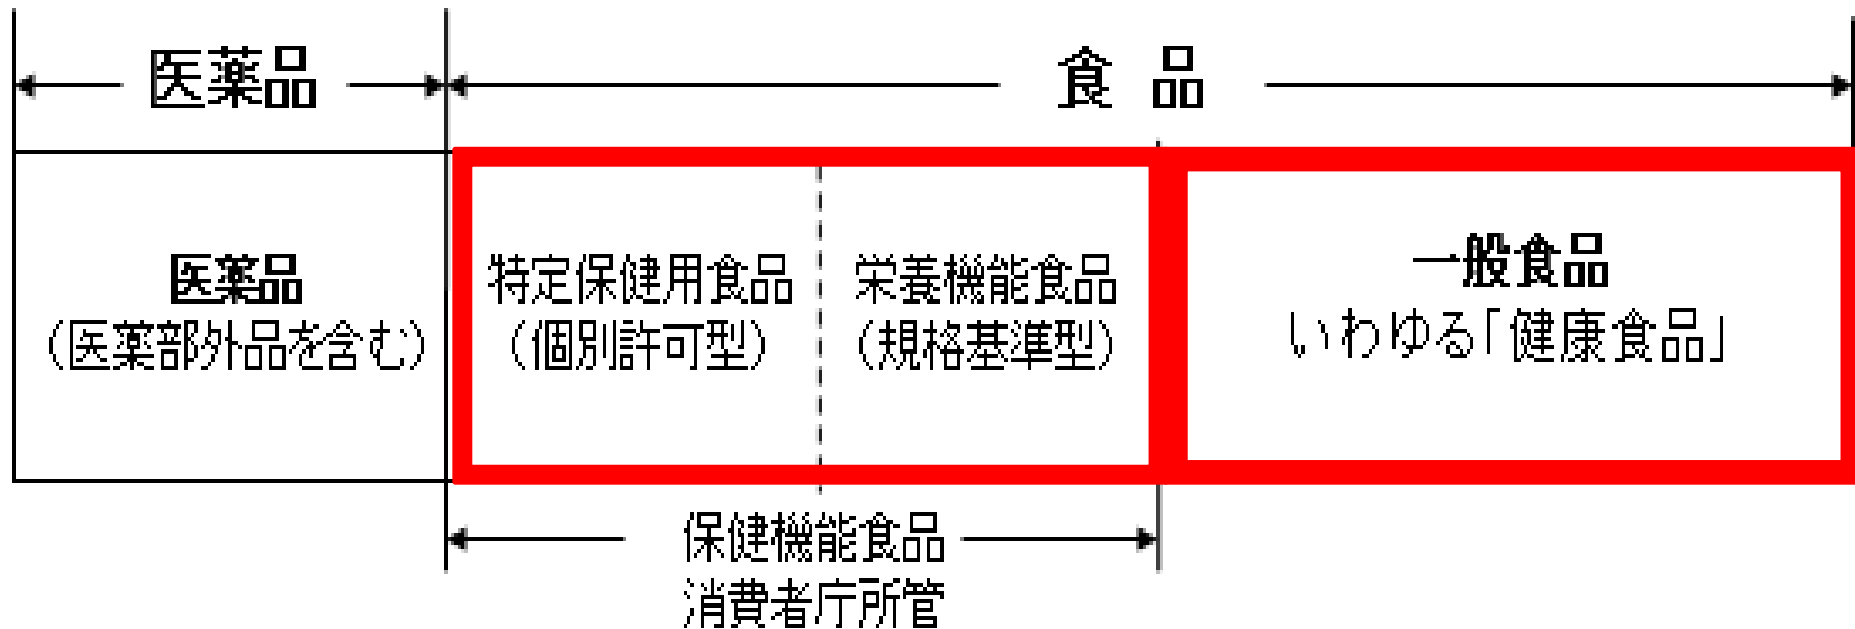 医薬品
食品
医薬品
（医薬部外品を含む）
特定保健用食品
（個別許可型）
栄養機能食品
（規格基準型）
一般食品
いわゆる「健康食品」
保健機能食品
消費者庁所管